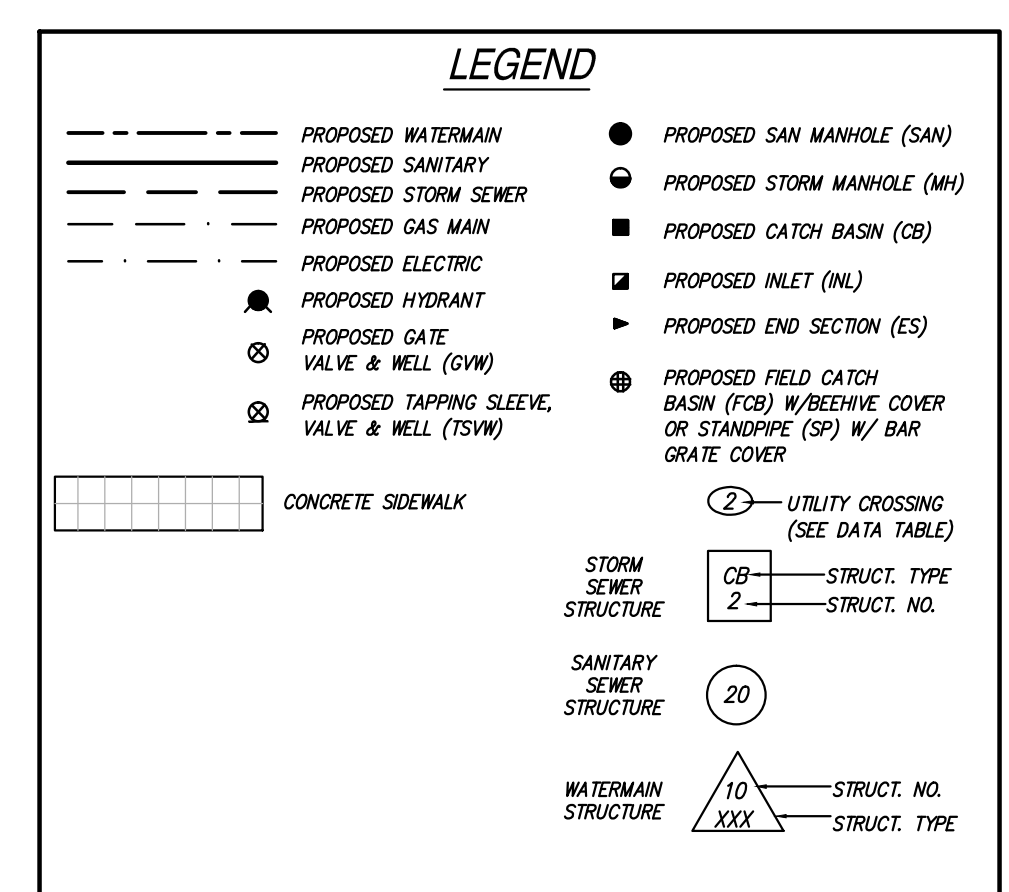 LEGEND
PROPOSED WATERMAIN
PROPOSED SANITARY
PROPOSED STORM SEWER
PROPOSED GAS MAIN
PROPOSED ELECTRIC
PROPOSED HYDRANT
PROPOSED GATE
VALVE & WELL (GVW)
PROPOSED TAPPING SLEEVE,
VALVE & WELL (TSVW)
CONCRETE SIDEWALK
PROPOSED SAN MANHOLE (SAN)
PROPOSED STORM MANHOLE (MH)
PROPOSED CATCH BASIN (CB)
PROPOSED INLET (INL)
PROPOSED END SECTION (ES)
PROPOSED FIELD CATCH
BASIN (FCB) W/BEEHIVE COVER
OR STANDPIPE (SP) W/ BAR
GRATE COVER
2 UTILITY CROSSING
(SEE DATA TABLE)
STORM
SEWER
STRUCTURE
CB STRUCT. TYPE
2 STRUCT. NO.
SANITARY
SEWER
STRUCTURE
20
WATERMAIN
STRUCTURE
10 STRUCT. NO.
XXX STRUCT. TYPE